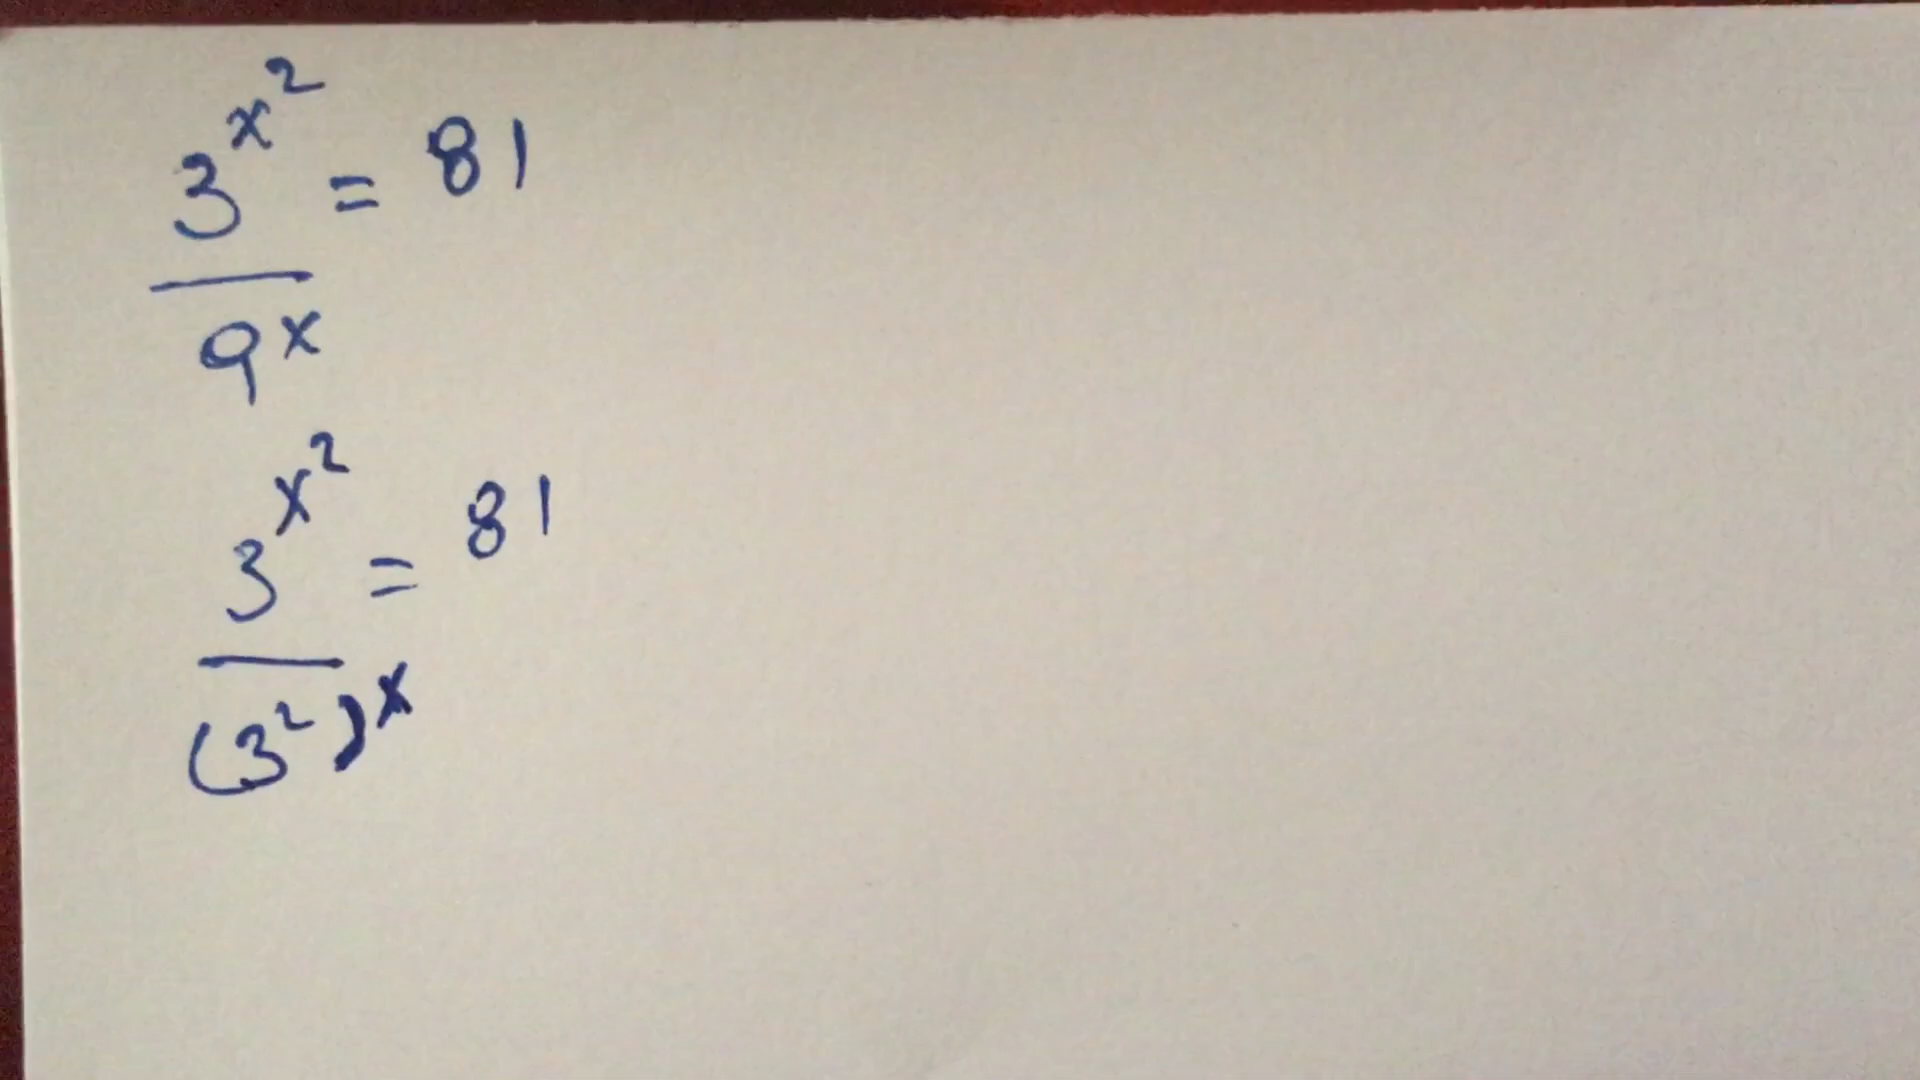 3^{x^2} = 81
9^x
3^{x^2} = 81
(3^2)^x